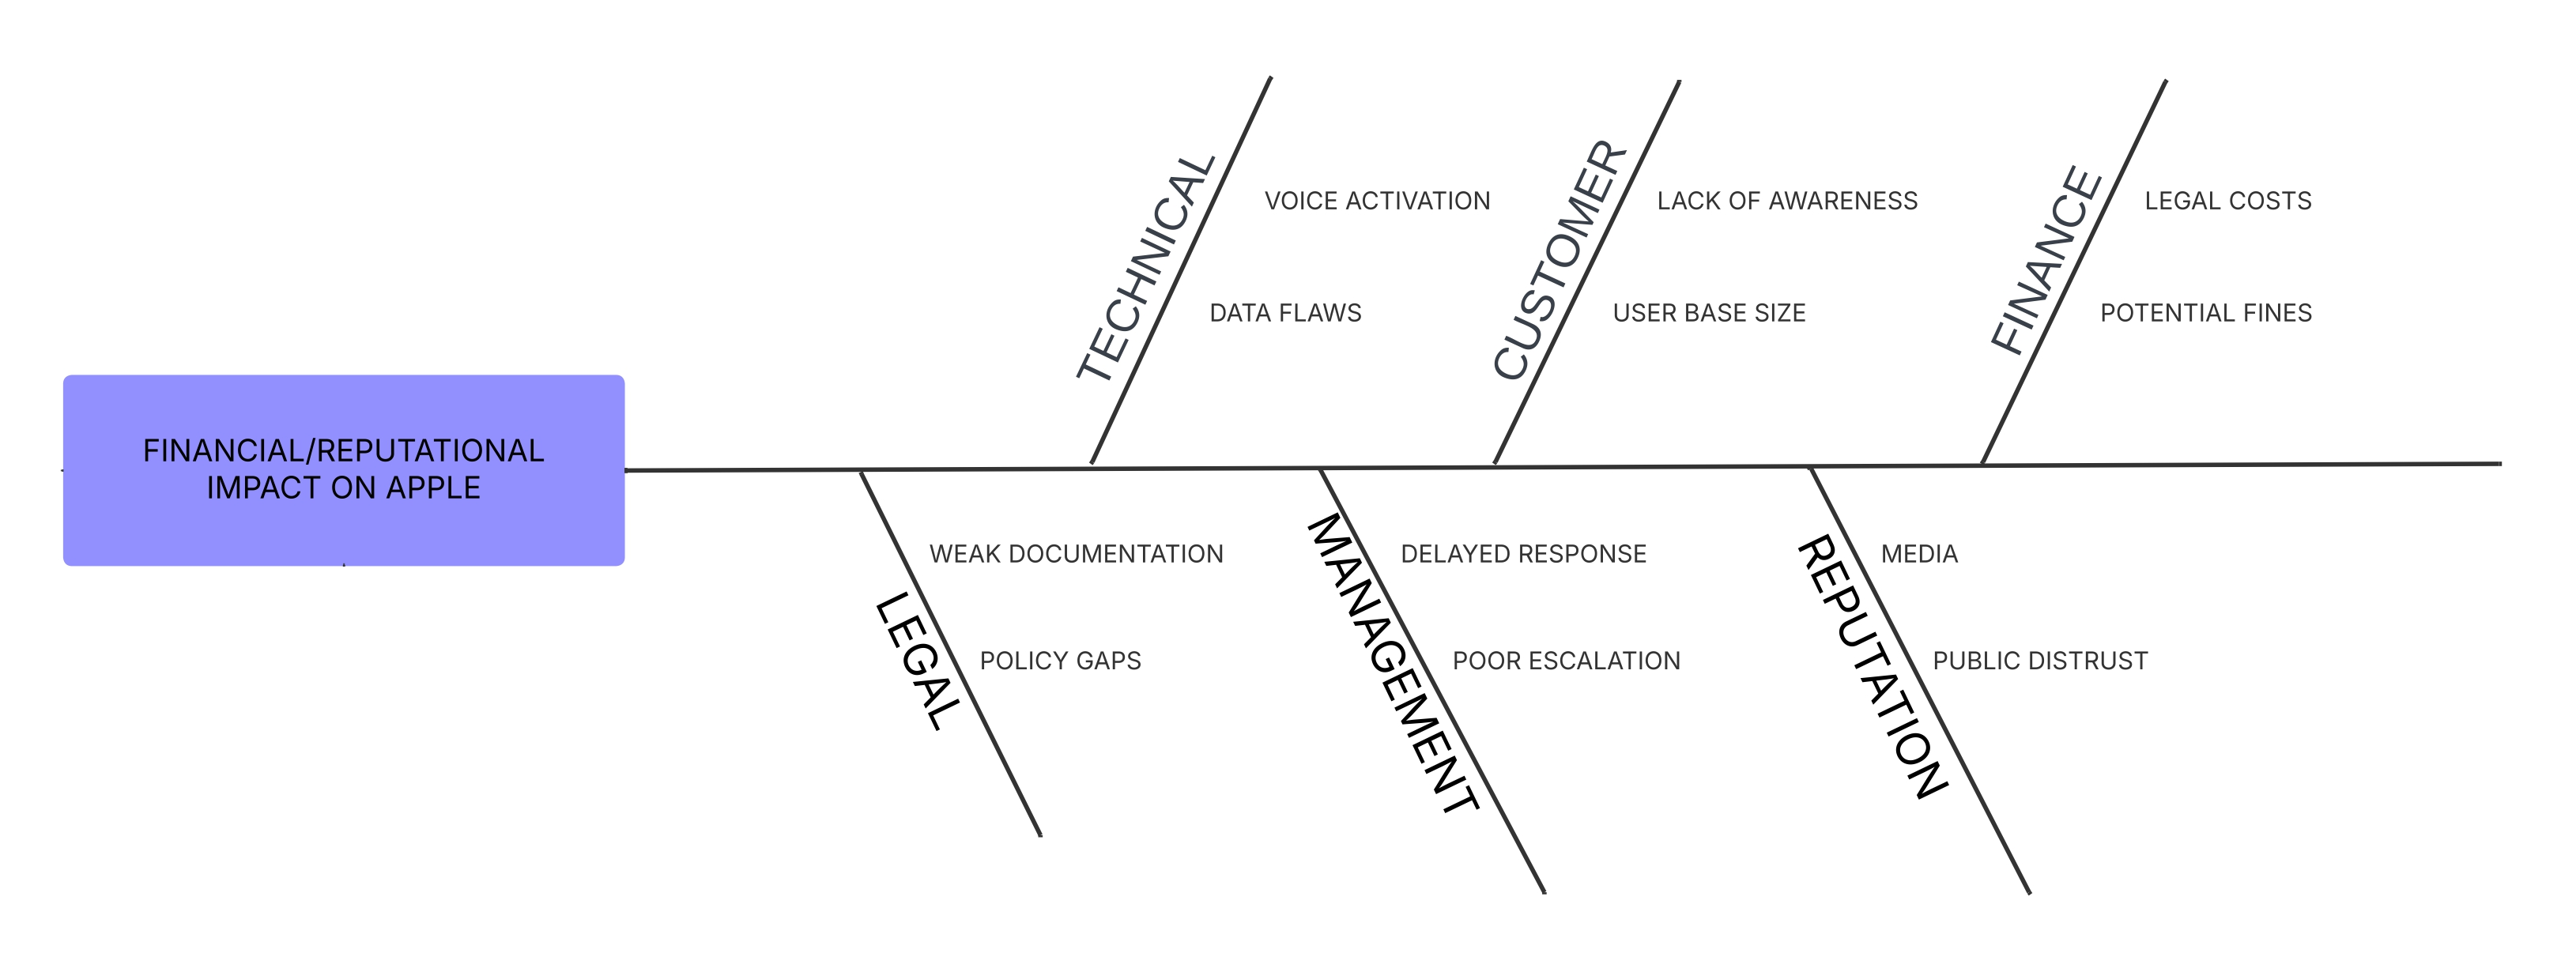 TECHNICAL
VOICE ACTIVATION
DATA FLAWS
CUSTOMER
LACK OF AWARENESS
USER BASE SIZE
FINANCE
LEGAL COSTS
POTENTIAL FINES
FINANCIAL/REPUTATIONAL
IMPACT ON APPLE
LEGAL
WEAK DOCUMENTATION
POLICY GAPS
MANAGEMENT
DELAYED RESPONSE
POOR ESCALATION
REPUTATION
MEDIA
PUBLIC DISTRUST